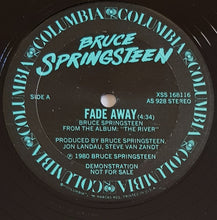 COLUMBIA COLUMBIA COLUMBIA COLUMBIA COLUMBIA COLUMBIA
BRUCE
SPRINGSTEEN
SIDE A
XSS 168116
AS 928 STEREO
FADE AWAY (4:34)
BRUCE SPRINGSTEEN
FROM THE ALBUM: "THE RIVER"
PRODUCED BY BRUCE SPRINGSTEEN,
JON LANDAU, STEVE VAN ZANDT
℗ 1980 BRUCE SPRINGSTEEN
DEMONSTRATION
NOT FOR SALE